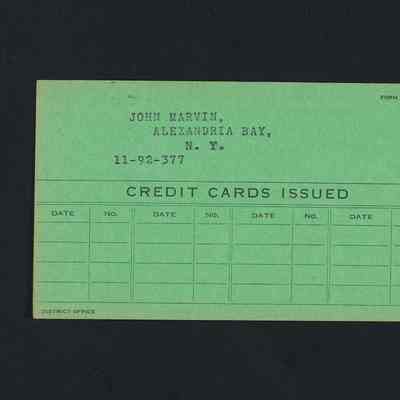 FORM
JOHN MARVIN,
ALEXANDRIA BAY,
N. Y.
11-92-377
CREDIT CARDS ISSUED
DATE NO. DATE NO. DATE NO. DATE
DISTRICT OFFICE